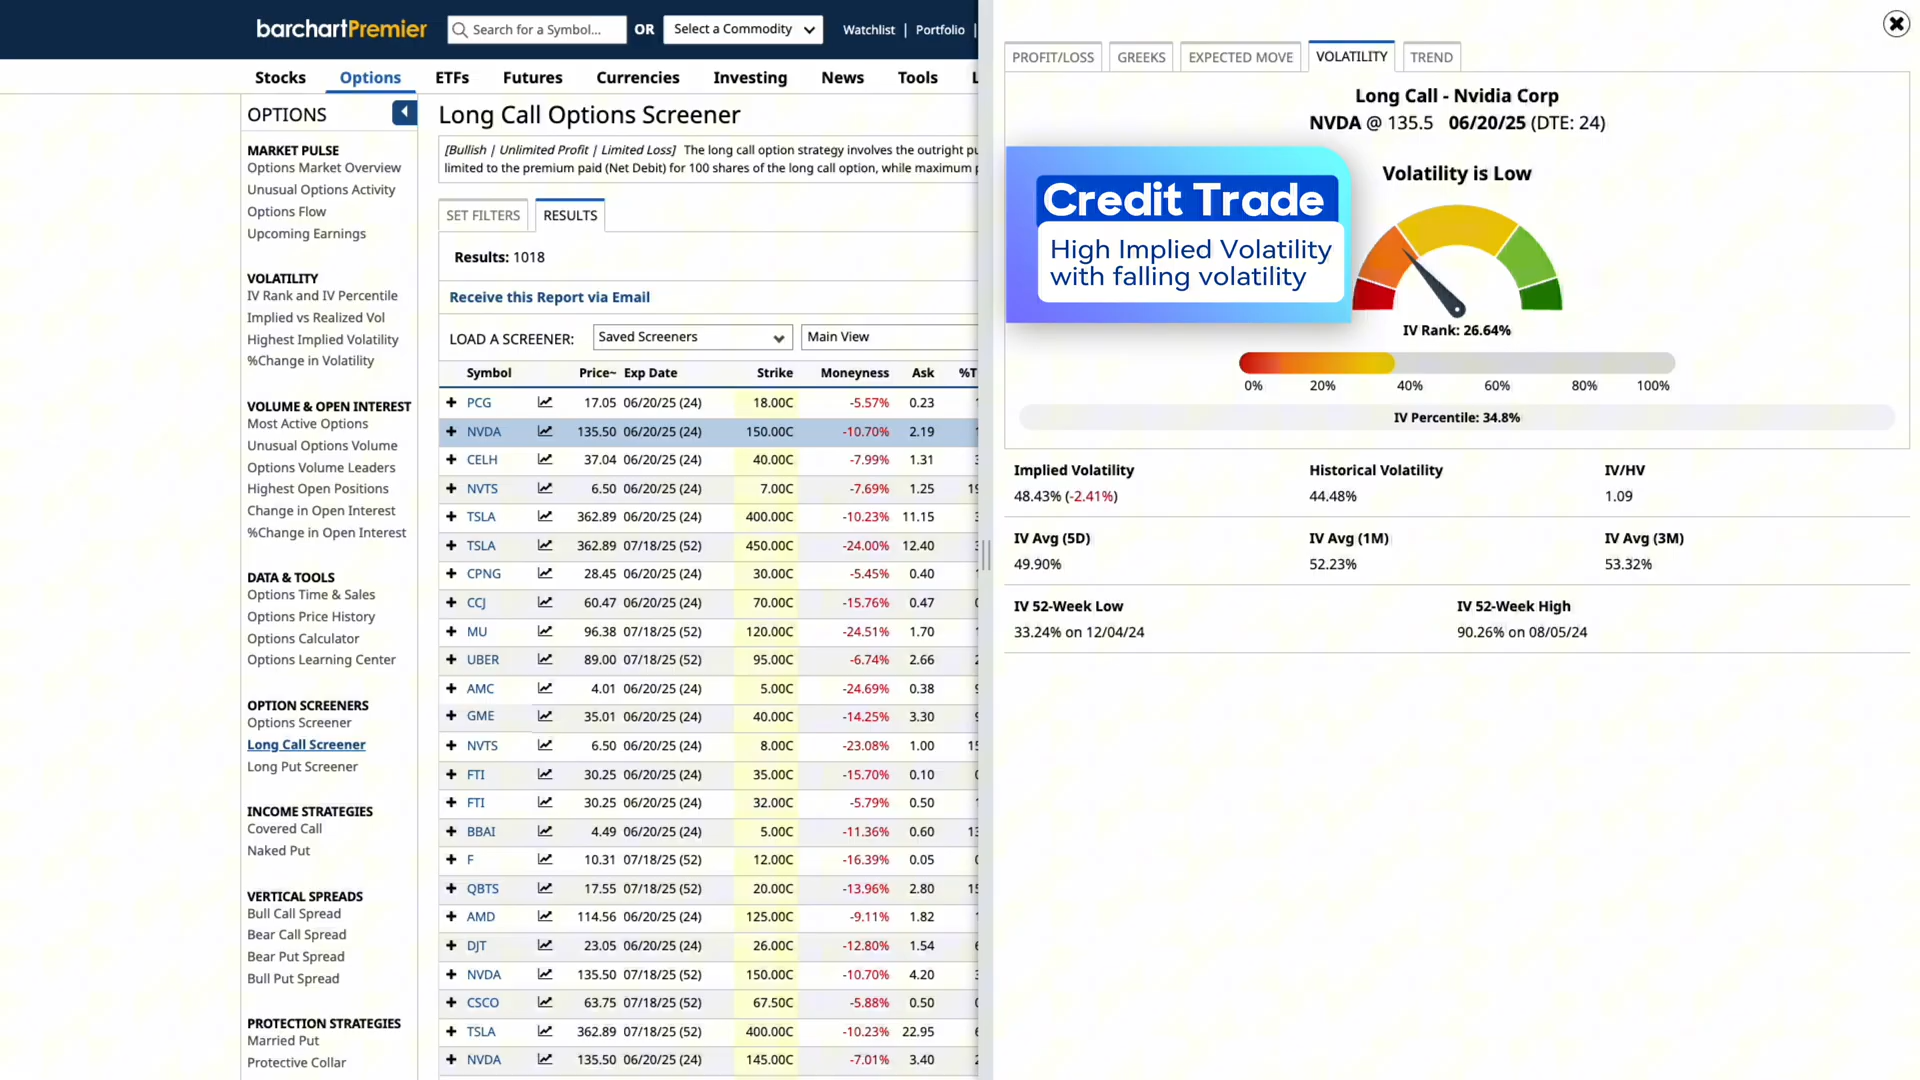 barchartPremier
Search for a Symbol...
OR
Select a Commodity
Watchlist | Portfolio |
Stocks Options ETFs Futures Currencies Investing News Tools L
OPTIONS
MARKET PULSE
Options Market Overview
Unusual Options Activity
Options Flow
Upcoming Earnings
VOLATILITY
IV Rank and IV Percentile
Implied vs Realized Vol
Highest Implied Volatility
%Change in Volatility
VOLUME & OPEN INTEREST
Most Active Options
Unusual Options Volume
Options Volume Leaders
Highest Open Positions
Change in Open Interest
%Change in Open Interest
DATA & TOOLS
Options Time & Sales
Options Price History
Options Calculator
Options Learning Center
OPTION SCREENERS
Options Screener
Long Call Screener
Long Put Screener
INCOME STRATEGIES
Covered Call
Naked Put
VERTICAL SPREADS
Bull Call Spread
Bear Call Spread
Bear Put Spread
Bull Put Spread
PROTECTION STRATEGIES
Married Put
Protective Collar
Long Call Options Screener
[Bullish | Unlimited Profit | Limited Loss] The long call option strategy involves the outright pu
limited to the premium paid (Net Debit) for 100 shares of the long call option, while maximum p
SET FILTERS RESULTS
Results: 1018
Receive this Report via Email
LOAD A SCREENER: Saved Screeners Main View
Symbol Price~ Exp Date Strike Moneyness Ask %T
PCG 17.05 06/20/25 (24) 18.00C -5.57% 0.23
NVDA 135.50 06/20/25 (24) 150.00C -10.70% 2.19
CELH 37.04 06/20/25 (24) 40.00C -7.99% 1.31
NVTS 6.50 06/20/25 (24) 7.00C -7.69% 1.25 19
TSLA 362.89 06/20/25 (24) 400.00C -10.23% 11.15
TSLA 362.89 07/18/25 (52) 450.00C -24.00% 12.40
CPNG 28.45 06/20/25 (24) 30.00C -5.45% 0.40
CCJ 60.47 06/20/25 (24) 70.00C -15.76% 0.47
MU 96.38 07/18/25 (52) 120.00C -24.51% 1.70
UBER 89.00 07/18/25 (52) 95.00C -6.74% 2.66
AMC 4.01 06/20/25 (24) 5.00C -24.69% 0.38
GME 35.01 06/20/25 (24) 40.00C -14.25% 3.30
NVTS 6.50 06/20/25 (24) 8.00C -23.08% 1.00 15
FTI 30.25 06/20/25 (24) 35.00C -15.70% 0.10
FTI 30.25 06/20/25 (24) 32.00C -5.79% 0.50
BBAI 4.49 06/20/25 (24) 5.00C -11.36% 0.60 13
F 10.31 07/18/25 (52) 12.00C -16.39% 0.05
QBTS 17.55 07/18/25 (52) 20.00C -13.96% 2.80 15
AMD 114.56 06/20/25 (24) 125.00C -9.11% 1.82
DJT 23.05 06/20/25 (24) 26.00C -12.80% 1.54
NVDA 135.50 07/18/25 (52) 150.00C -10.70% 4.20
CSCO 63.75 07/18/25 (52) 67.50C -5.88% 0.50
TSLA 362.89 07/18/25 (52) 400.00C -10.23% 22.95
NVDA 135.50 06/20/25 (24) 145.00C -7.01% 3.40
PROFIT/LOSS GREEKS EXPECTED MOVE VOLATILITY TREND
Long Call - Nvidia Corp
NVDA @ 135.5 06/20/25 (DTE: 24)
Credit Trade
High Implied Volatility
with falling volatility
Volatility is Low
IV Rank: 26.64%
0% 20% 40% 60% 80% 100%
IV Percentile: 34.8%
Implied Volatility Historical Volatility IV/HV
48.43% (-2.41%) 44.48% 1.09
IV Avg (5D) IV Avg (1M) IV Avg (3M)
49.90% 52.23% 53.32%
IV 52-Week Low IV 52-Week High
33.24% on 12/04/24 90.26% on 08/05/24